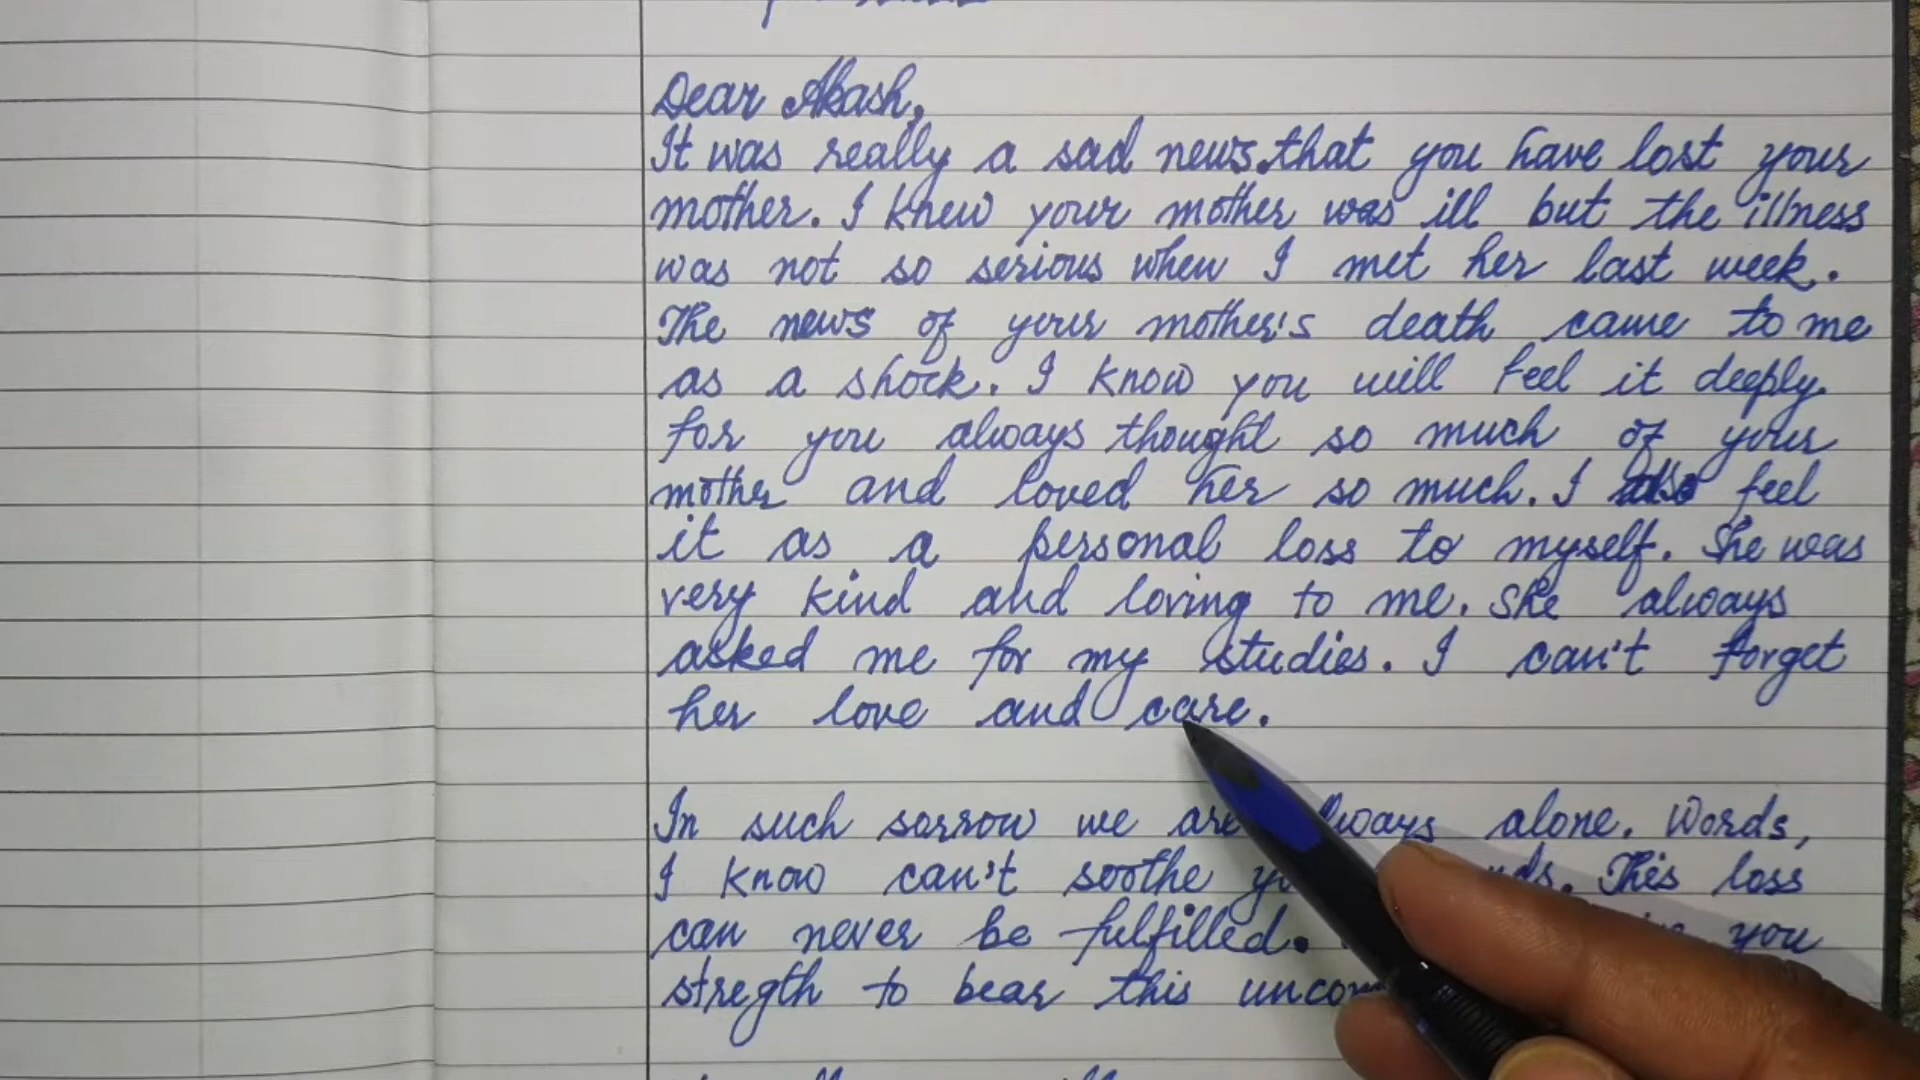 Dear Akash,
It was really a sad news.that you have lost your
mother. I knew your mother was ill but the illness
was not so serious when I met her last week.
The news of your mother's death came to me
as a shock. I know you will feel it deeply
for you always thought so much of your
mother and loved her so much. I also feel
it as a personal loss to myself. She was
very kind and loving to me. She always
asked me for my studies. I can't forget
her love and care.
In such sorrow we are always alone. Words,
I know can't soothe This loss
can never be fulfilled. you
stregth to bear this